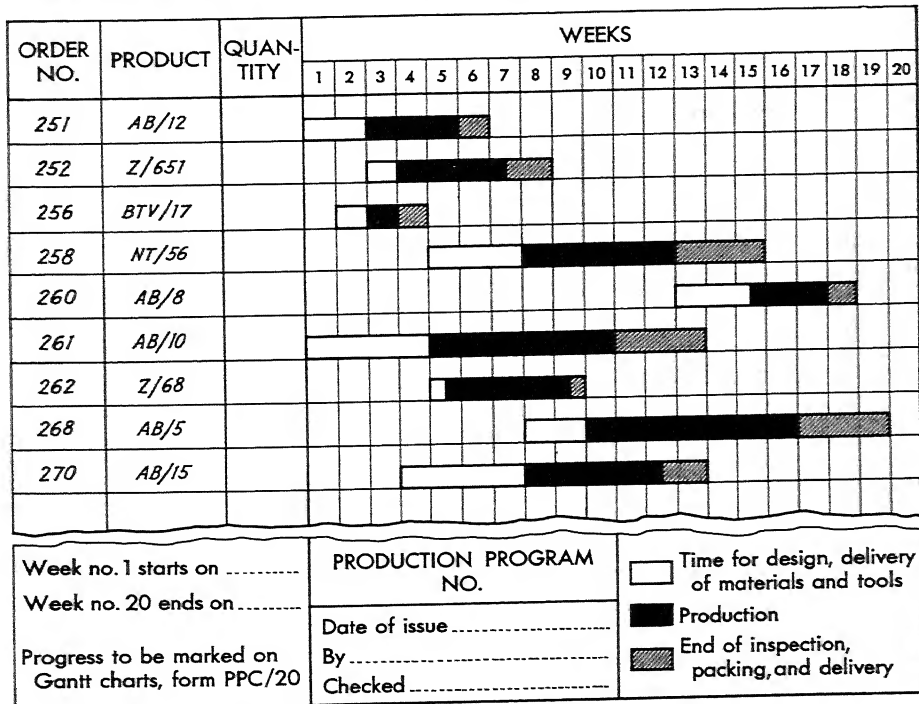 ORDER NO. PRODUCT QUAN- WEEKS
TITY
1 2 3 4 5 6 7 8 9 10 11 12 13 14 15 16 17 18 19 20
251 AB/12
252 Z/651
256 BTV/17
258 NT/56
260 AB/8
261 AB/10
262 Z/68
268 AB/5
270 AB/15
Week no. 1 starts on
Week no. 20 ends on
Progress to be marked on
Gantt charts, form PPC/20
PRODUCTION PROGRAM
NO.
Date of issue
By
Checked
Time for design, delivery
of materials and tools
Production
End of inspection,
packing, and delivery